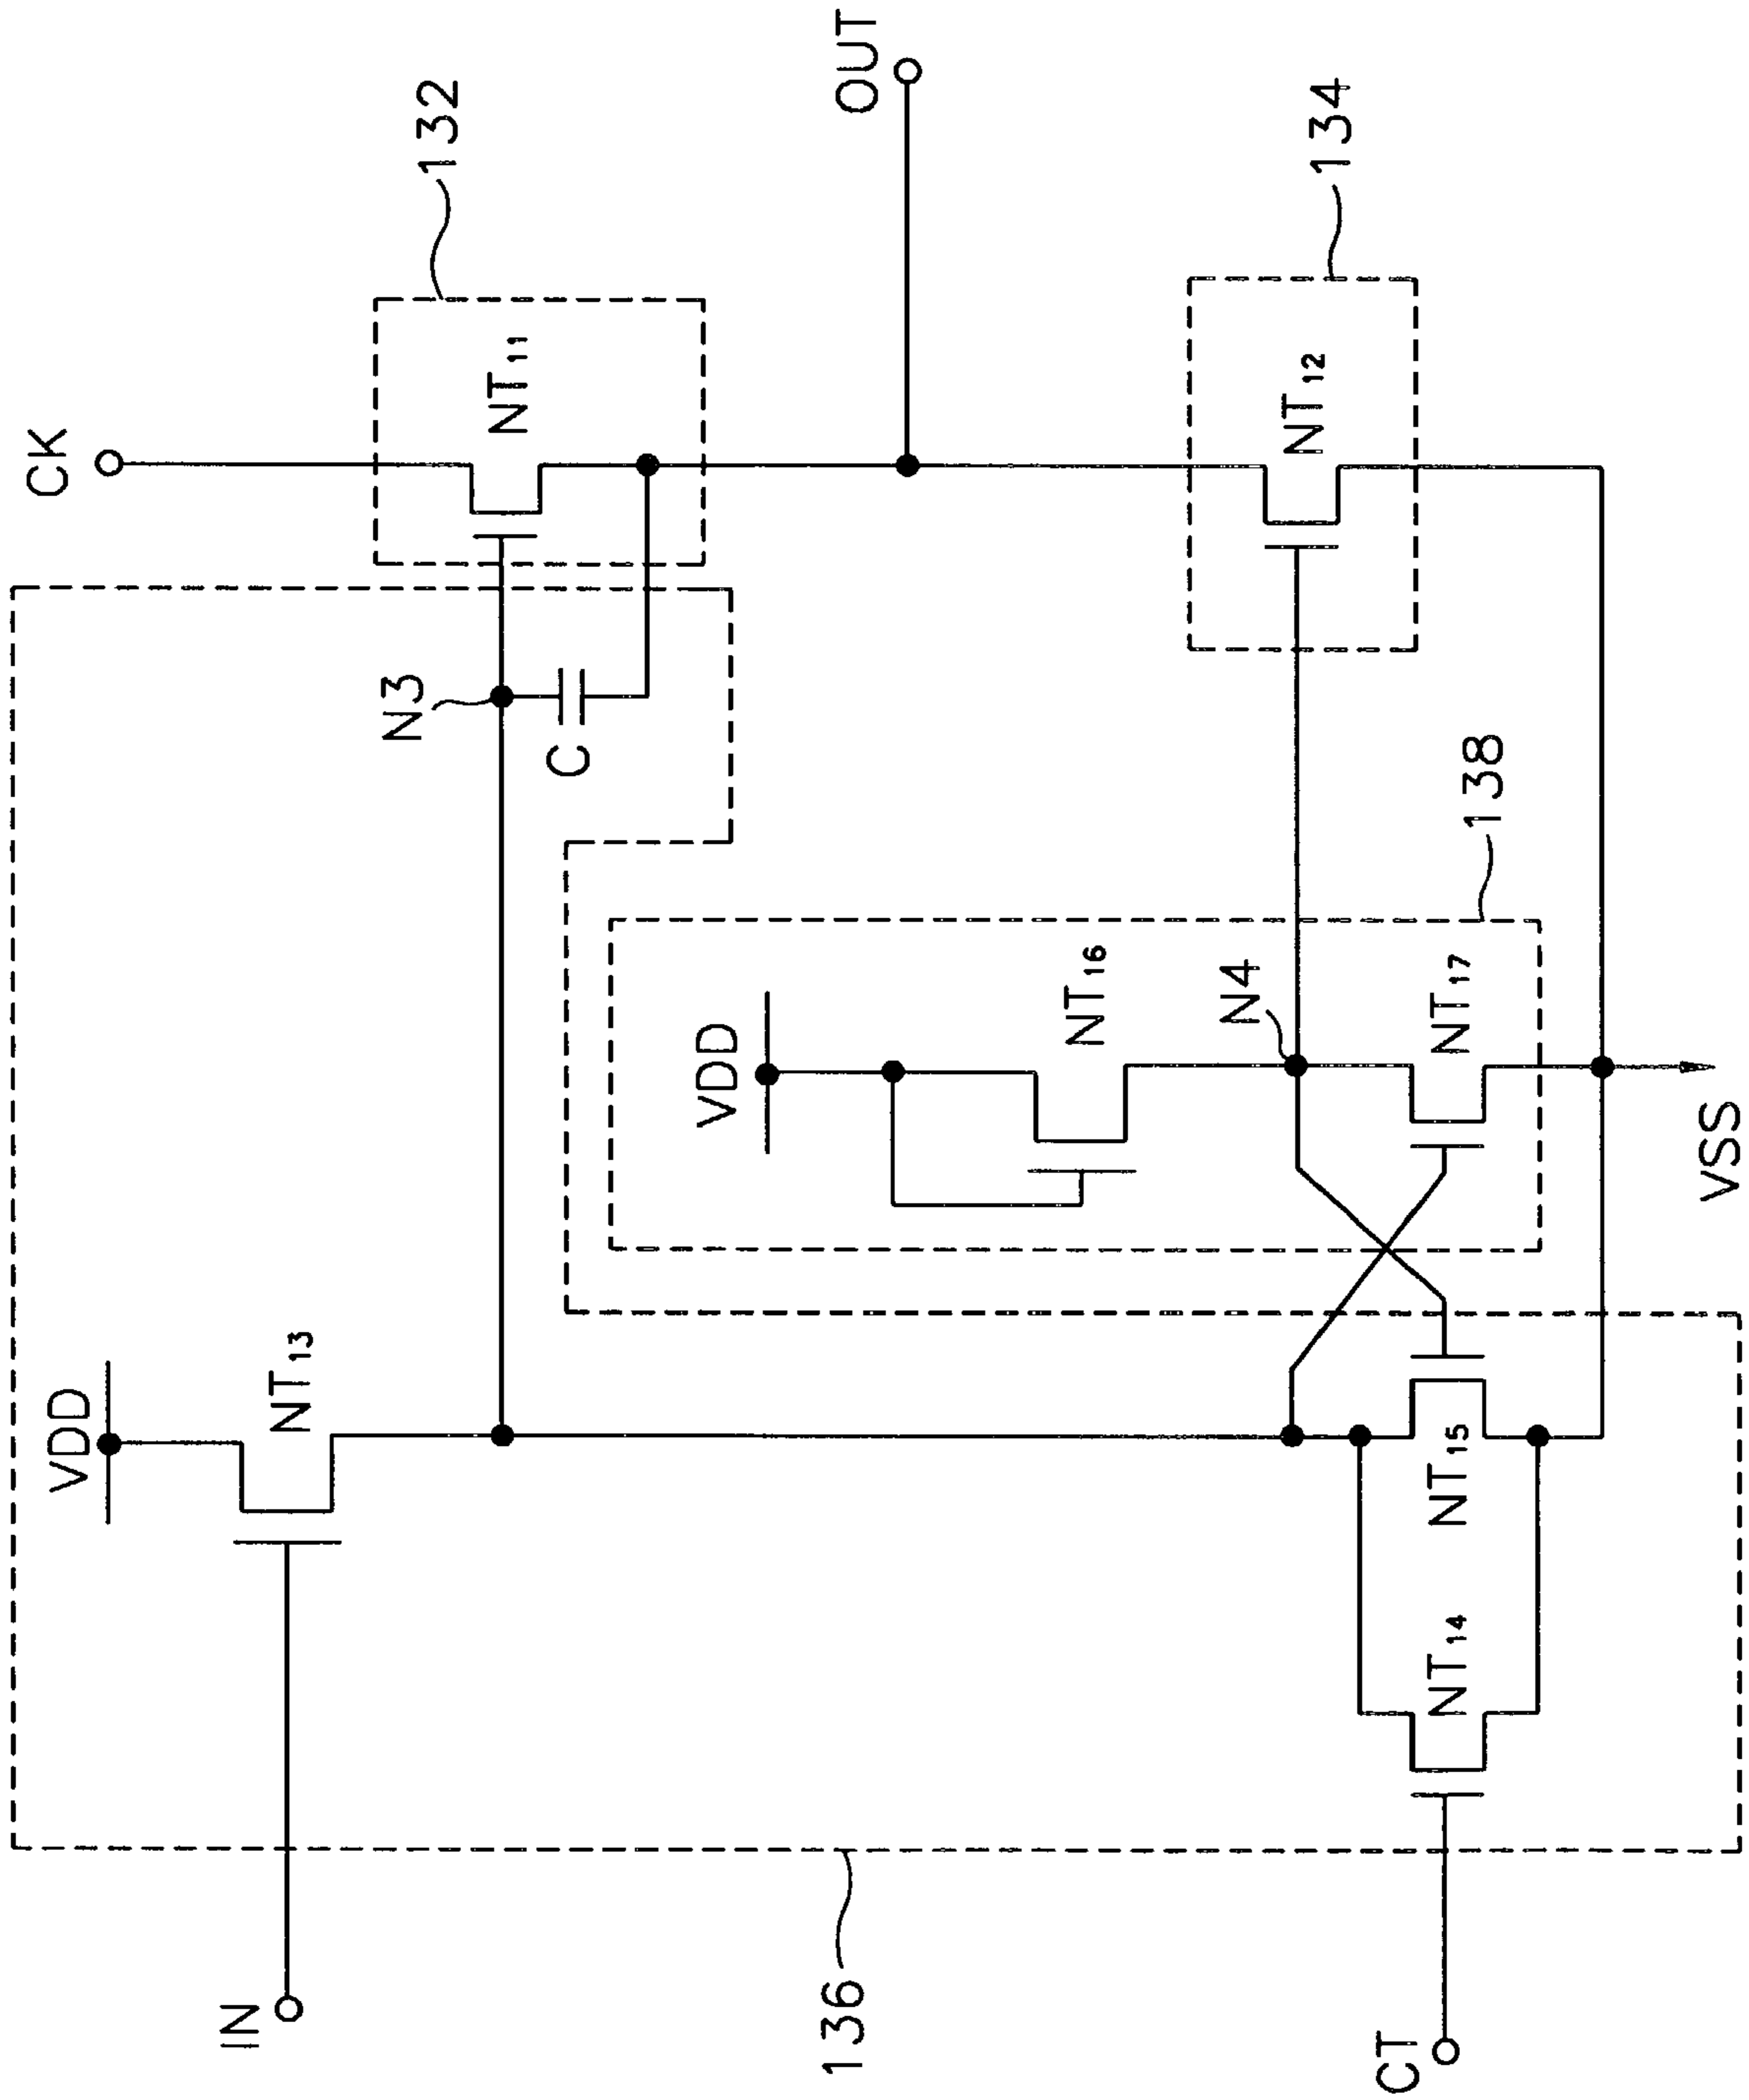 CK
132
NT11
OUT
N3
C
134
NT12
138
VDD
NT16
N4
NT17
VSS
VDD
NT13
NT15
NT14
136
IN
CT